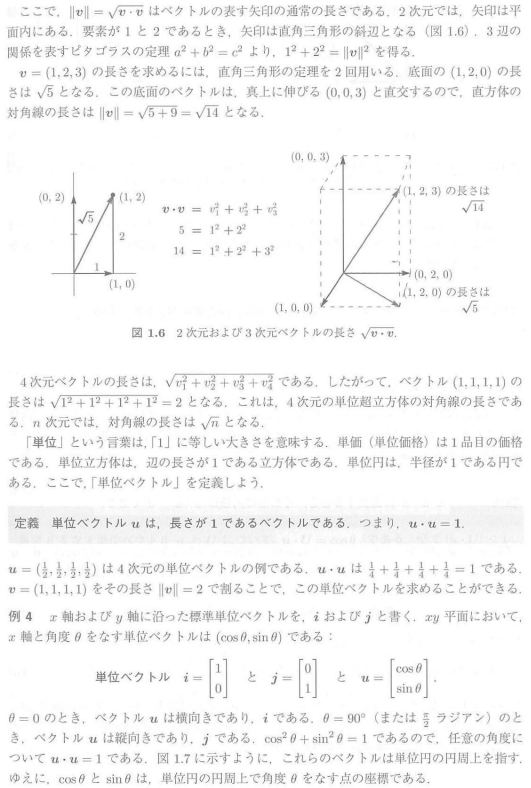 ここで，‖v‖ = √v・v はベクトルの表す矢印の通常の長さである．2次元では，矢印は平
面内にある．要素が 1 と 2 であるとき，矢印は直角三角形の斜辺となる（図 1.6）．3 辺の
関係を表すピタゴラスの定理 a² + b² = c² より，1² + 2² = ‖v‖² を得る．
v = (1, 2, 3) の長さを求めるには，直角三角形の定理を 2 回用いる．底面の (1, 2, 0) の長
さは √5 となる．この底面のベクトルは，真上に伸びる (0, 0, 3) と直交するので，直方体の
対角線の長さは ‖v‖ = √5 + 9 = √14 となる．
(0, 2)
√5
(1, 2)
2
1
(1, 0)
v・v = v₁² + v₂² + v₃²
5 = 1² + 2²
14 = 1² + 2² + 3²
(0, 0, 3)
(1, 2, 3) の長さは
√14
(0, 2, 0)
(1, 2, 0) の長さは
√5
(1, 0, 0)
図 1.6 2 次元および 3 次元ベクトルの長さ √v・v.
4 次元ベクトルの長さは，√v₁² + v₂² + v₃² + v₄² である．したがって，ベクトル (1, 1, 1, 1) の
長さは √1² + 1² + 1² + 1² = 2 となる．これは，4 次元の単位超立方体の対角線の長さであ
る．n 次元では，対角線の長さは √n となる．
「単位」という言葉は，「1」に等しい大きさを意味する．単価（単位価格）は 1 品目の価格
である．単位立方体は，辺の長さが 1 である立方体である．単位円は，半径が 1 である円で
ある．ここで，「単位ベクトル」を定義しよう．
定義 単位ベクトル u は，長さが 1 であるベクトルである．つまり，u・u = 1.
u = (½, ½, ½, ½) は 4 次元の単位ベクトルの例である．u・u は ¼ + ¼ + ¼ + ¼ = 1 である．
v = (1, 1, 1, 1) をその長さ ‖v‖ = 2 で割ることで，この単位ベクトルを求めることができる．
例 4 x 軸および y 軸に沿った標準単位ベクトルを，i および j と書く．xy 平面において，
x 軸と角度 θ をなす単位ベクトルは (cos θ, sin θ) である：
単位ベクトル i = [1 0] と j = [0 1] と u = [cos θ sin θ].
θ = 0 のとき，ベクトル u は横向きであり，i である．θ = 90°（または π/2 ラジアン）のと
き，ベクトル u は縦向きであり，j である．cos² θ + sin² θ = 1 であるので，任意の角度に
ついて u・u = 1 である．図 1.7 に示すように，これらのベクトルは単位円の円周上を指す．
ゆえに，cos θ と sin θ は，単位円の円周上で角度 θ をなす点の座標である．